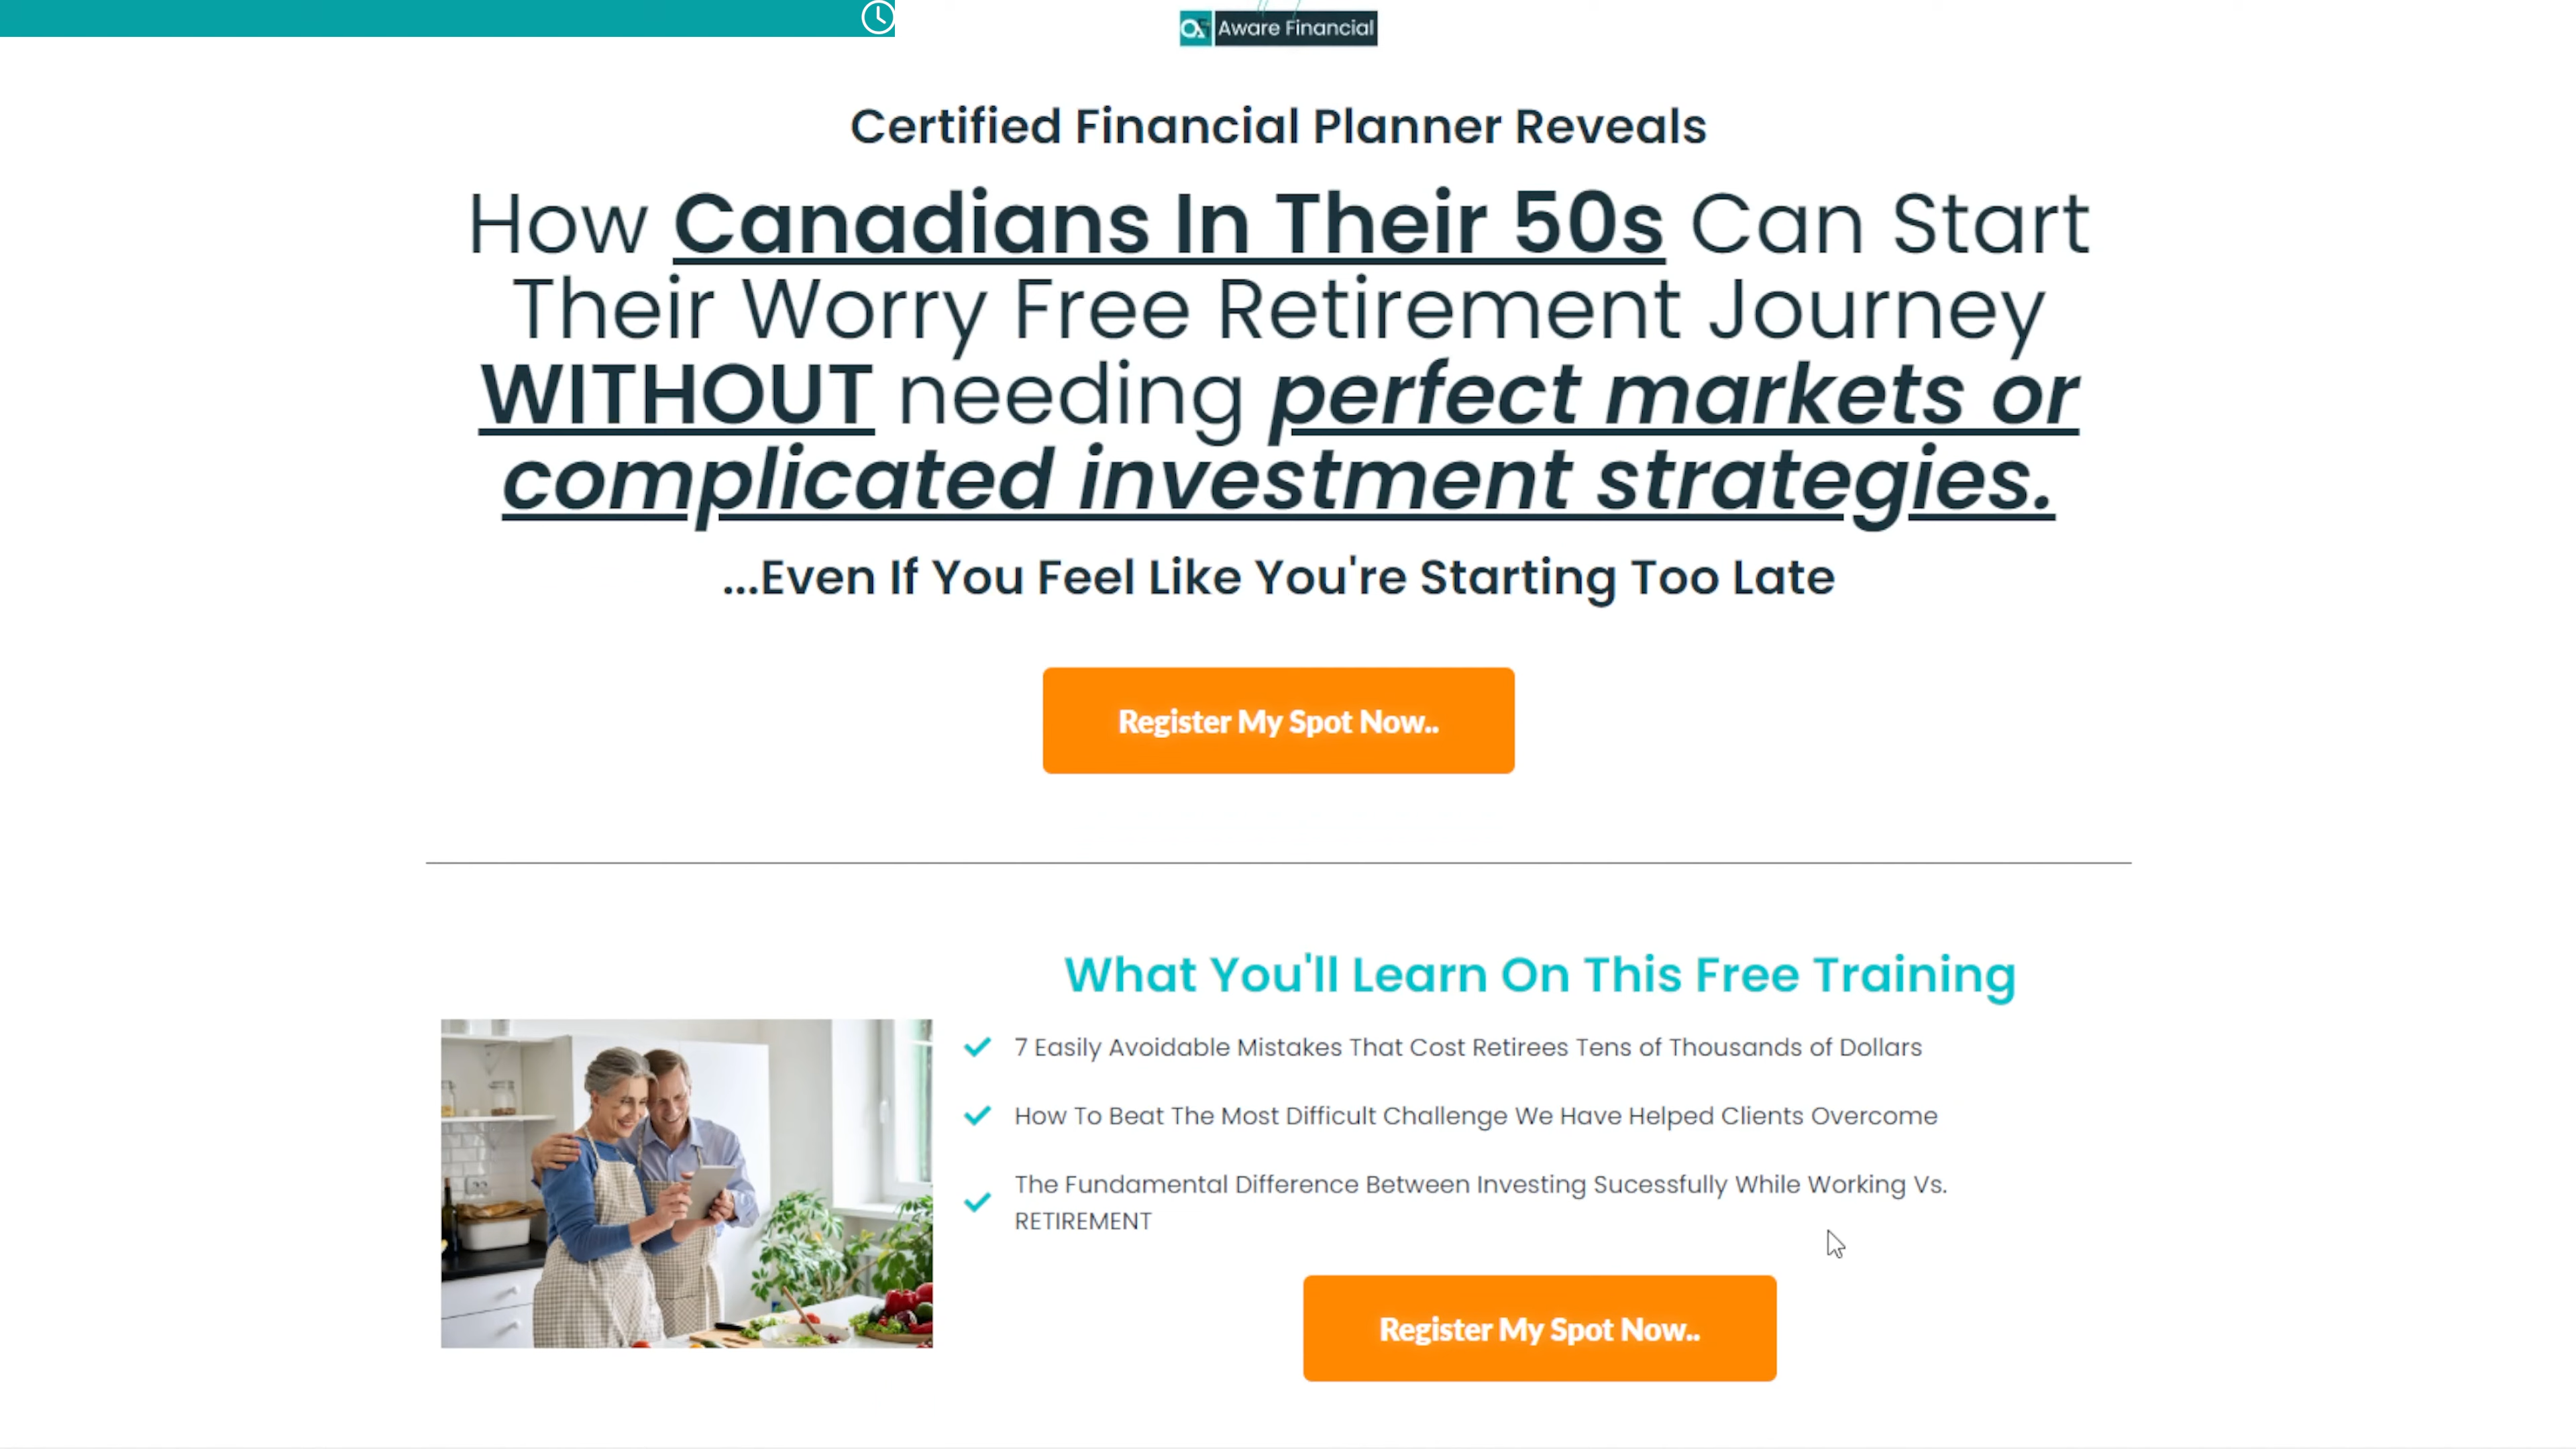 Aware Financial
Certified Financial Planner Reveals
How Canadians In Their 50s Can Start
Their Worry Free Retirement Journey
WITHOUT needing perfect markets or
complicated investment strategies.
...Even If You Feel Like You're Starting Too Late
Register My Spot Now..
What You'll Learn On This Free Training
7 Easily Avoidable Mistakes That Cost Retirees Tens of Thousands of Dollars
How To Beat The Most Difficult Challenge We Have Helped Clients Overcome
The Fundamental Difference Between Investing Sucessfully While Working Vs.
RETIREMENT
Register My Spot Now..